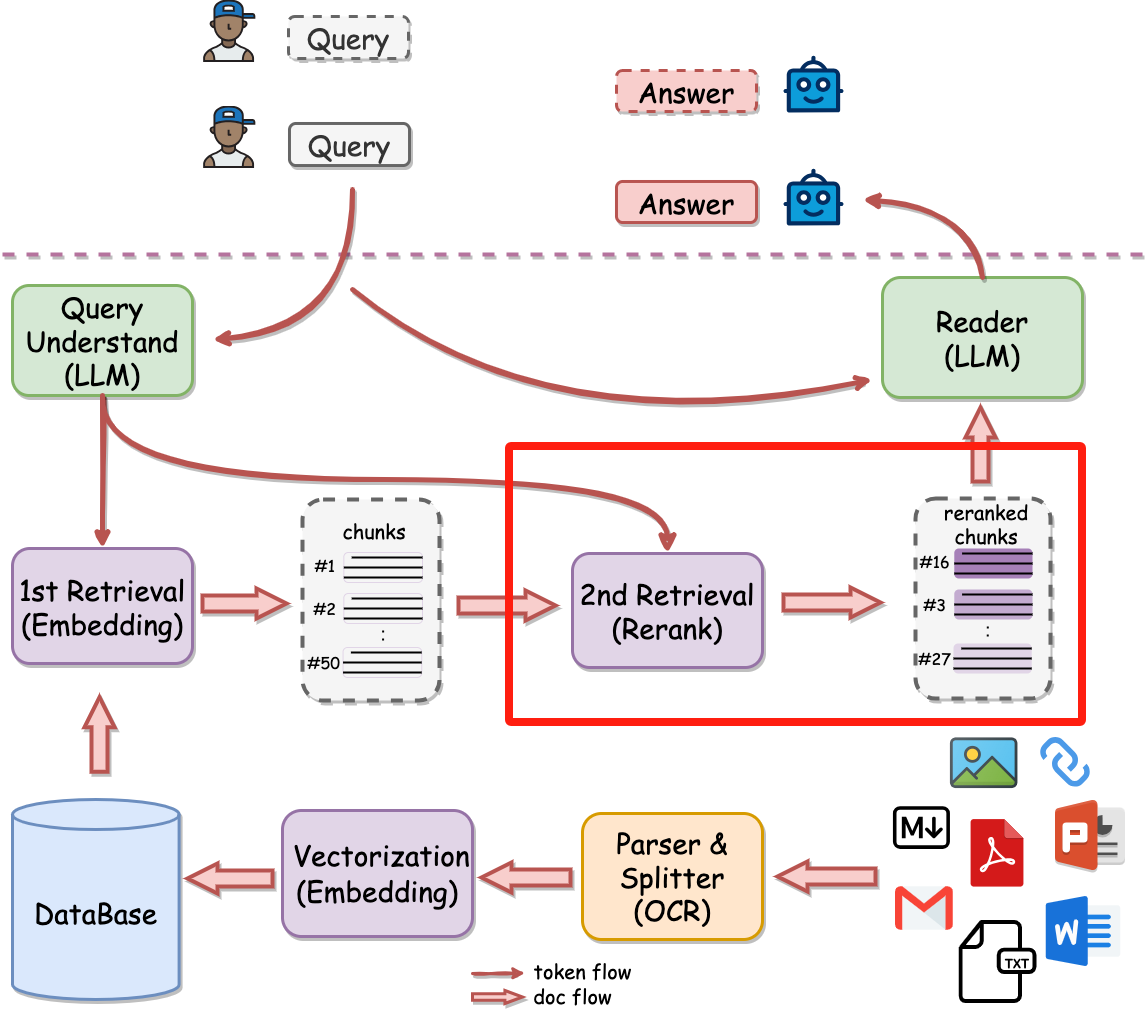 Query
Query
Answer
Answer
Query
Understand
(LLM)
Reader
(LLM)
1st Retrieval
(Embedding)
chunks
#1
#2
:
#50
2nd Retrieval
(Rerank)
reranked
chunks
#16
#3
:
#27
DataBase
Vectorization
(Embedding)
Parser &
Splitter
(OCR)
M
P
W
TXT
token flow
doc flow